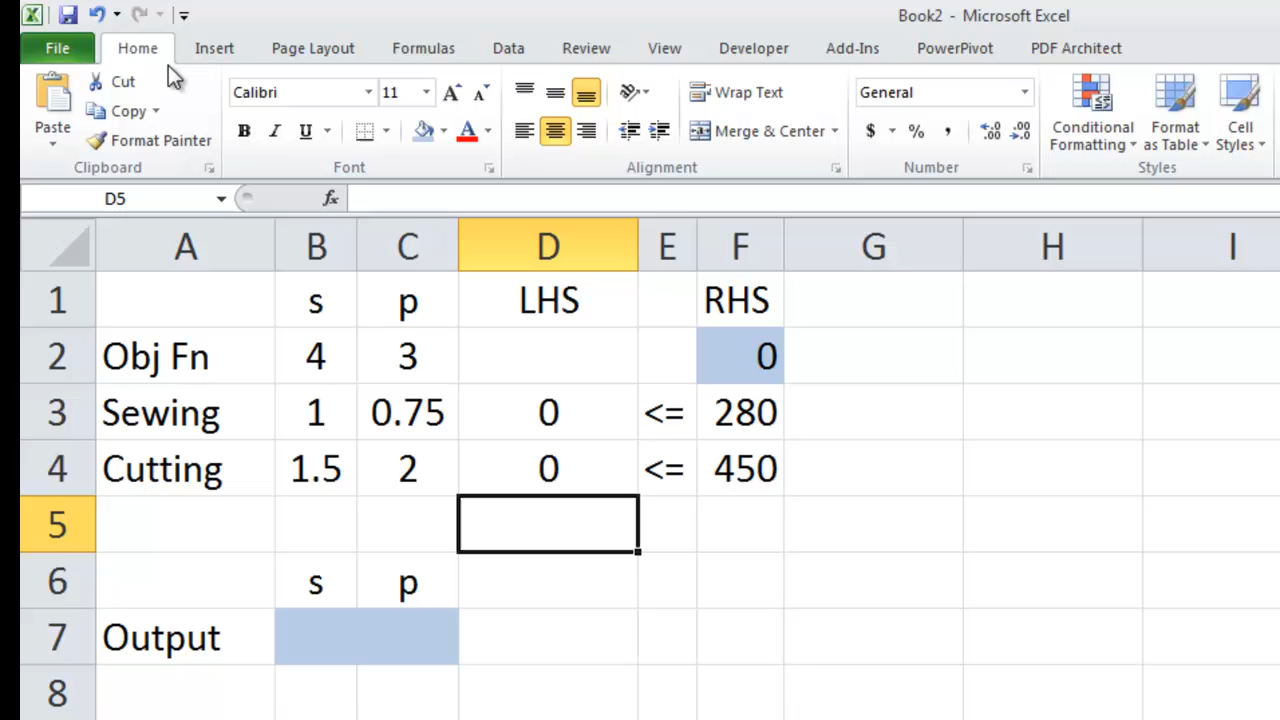 Book2 - Microsoft Excel
File Home Insert Page Layout Formulas Data Review View Developer Add-Ins PowerPivot PDF Architect
Paste
Cut
Copy
Format Painter
Clipboard
Calibri 11
B I U A
Font
Wrap Text
Merge & Center
Alignment
General
$ % , .00 .00
Number
Conditional Formatting
Format as Table
Cell Styles
Styles
D5 fx
A B C D E F G H I
1 s p LHS RHS
2 Obj Fn 4 3 0
3 Sewing 1 0.75 0 <= 280
4 Cutting 1.5 2 0 <= 450
5
6 s p
7 Output
8